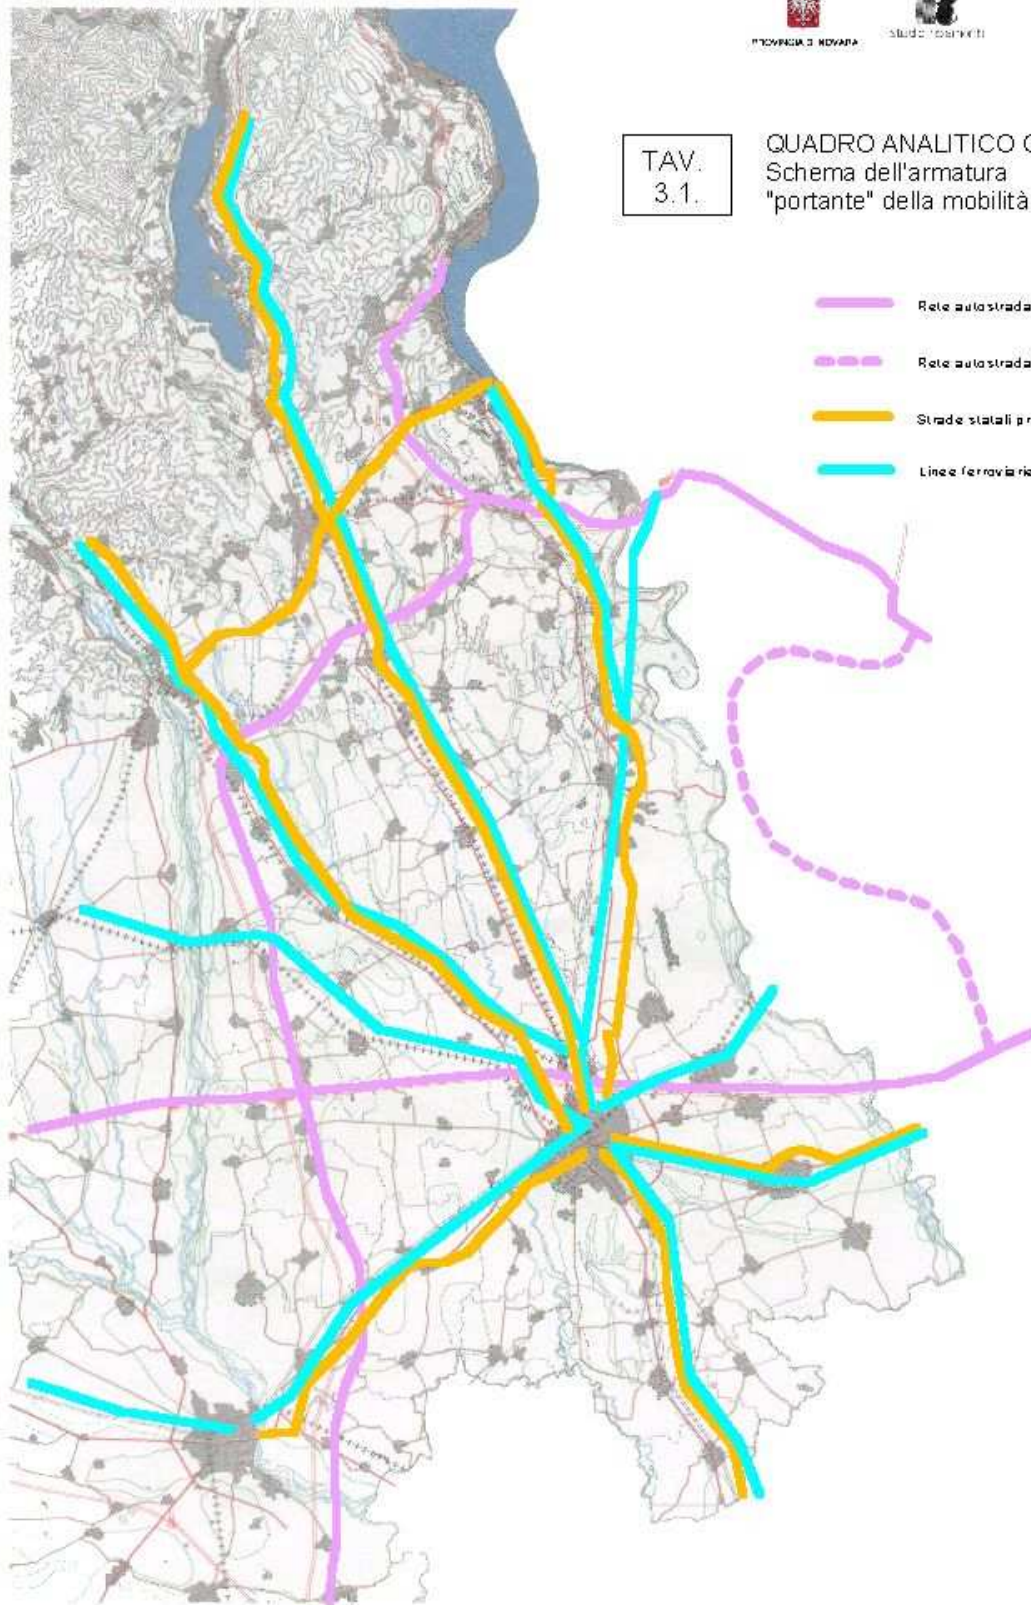 PROVINCIA DI NOVARA
TAV.
3.1.
QUADRO ANALITICO
Schema dell'armatura
"portante" della mobilità
Rete autostrada
Rete autostrada
Strade statali pr
Linee ferroviarie